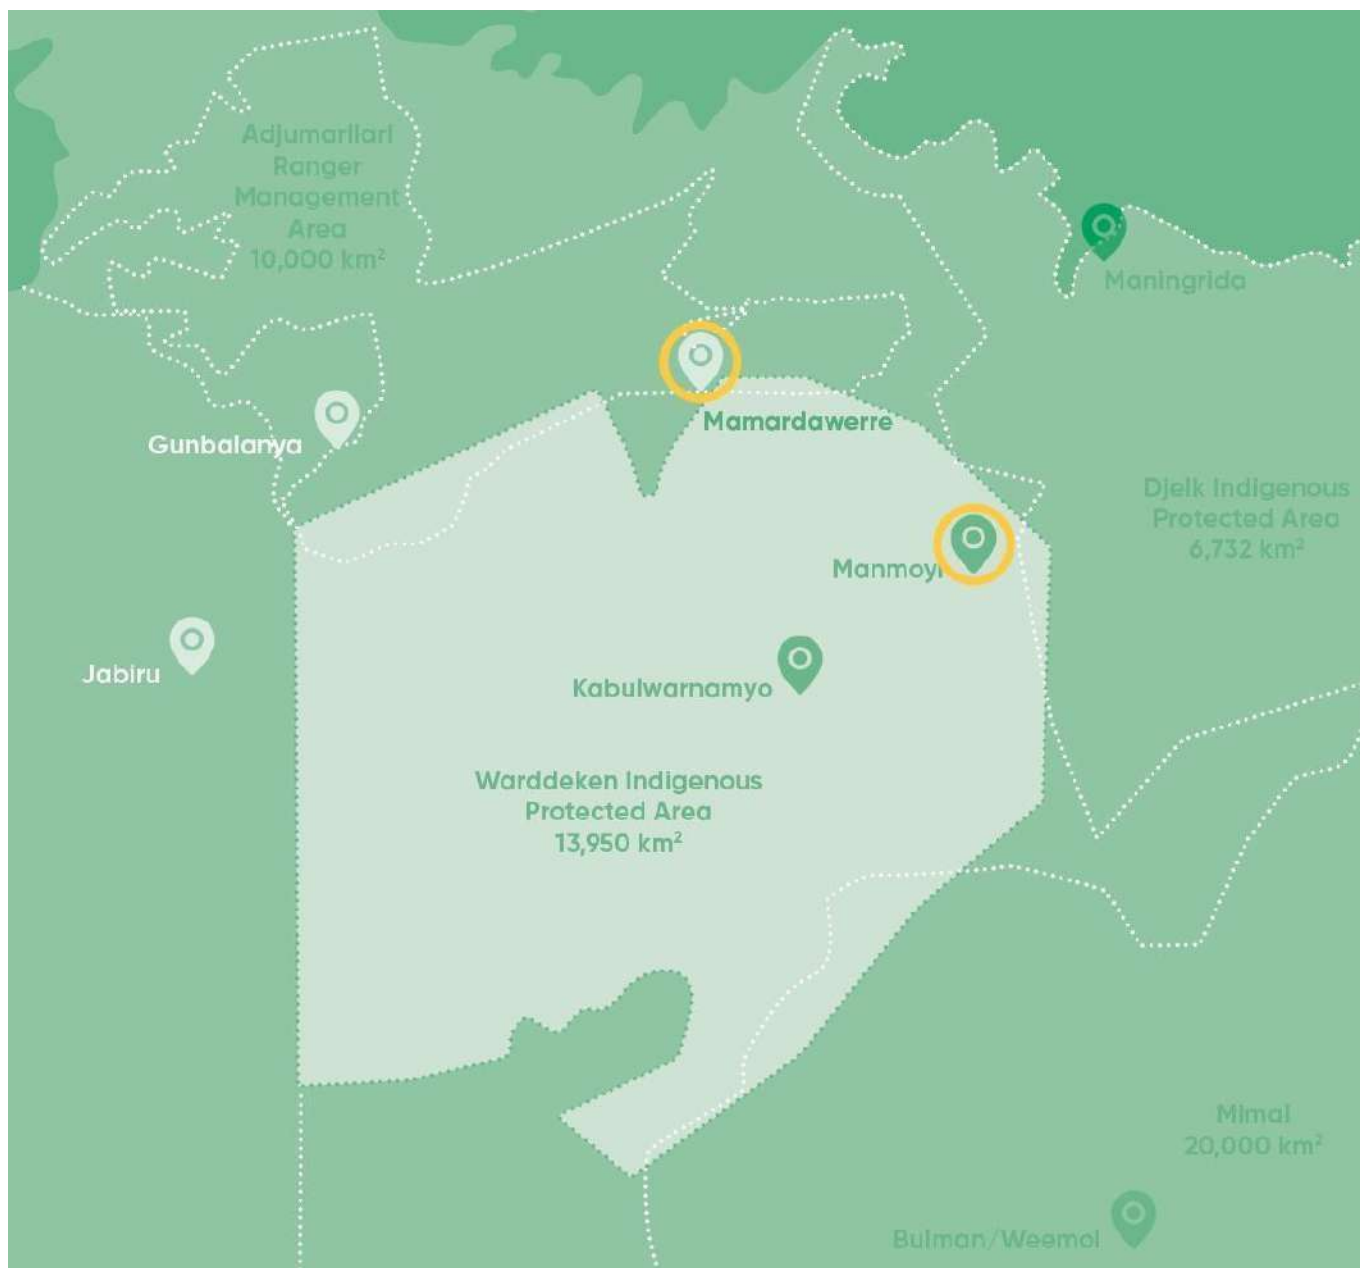 Adjumarllarl
Ranger
Management
Area
10,000 km²
Maningrida
Mamardawerre
Gunbalanya
Djelk Indigenous
Protected Area
6,732 km²
Manmoyi
Jabiru
Kabulwarnamyo
Warddeken Indigenous
Protected Area
13,950 km²
Mimal
20,000 km²
Bulman/Weemol